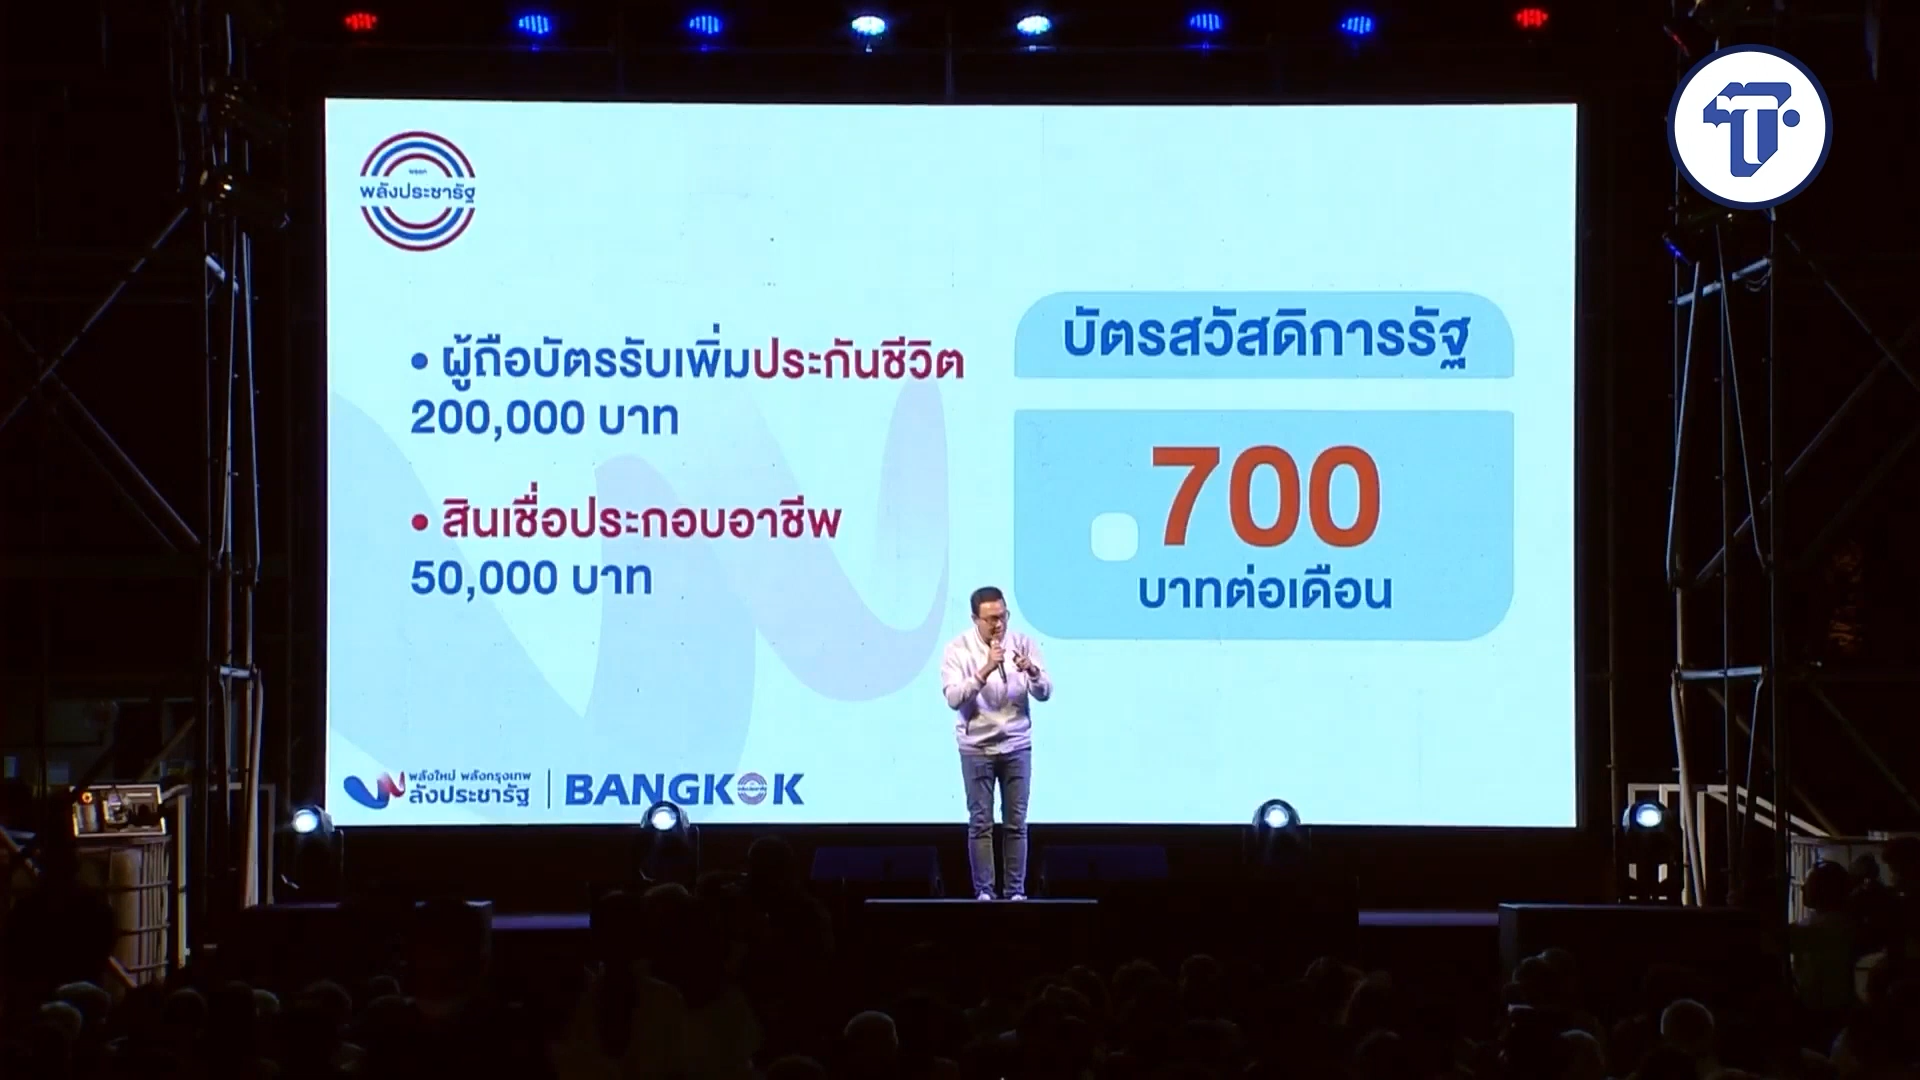 พลังประชารัฐ
• ผู้ถือบัตรรับเพิ่มประกันชีวิต
200,000 บาท
• สินเชื่อประกอบอาชีพ
50,000 บาท
บัตรสวัสดิการรัฐ
700
บาทต่อเดือน
พลังใหม่ พลังกรุงเทพ
ลังประชารัฐ
BANGKOK
T